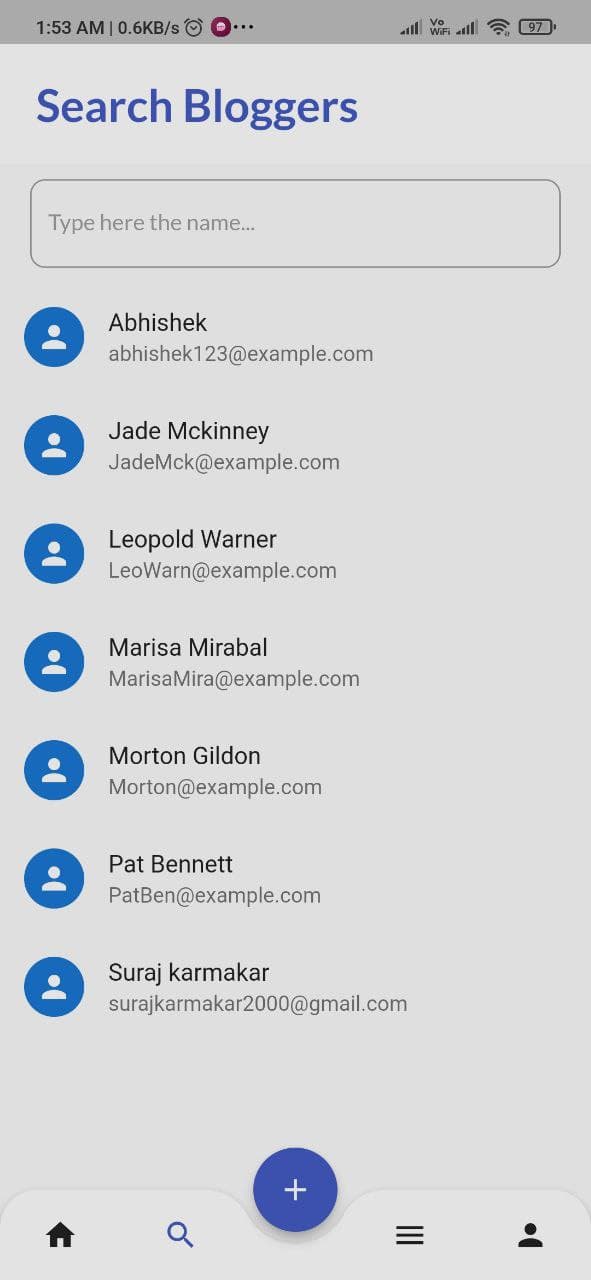 1:53 AM | 0.6KB/s
Vo
WiFi
97
Search Bloggers
Type here the name...
Abhishek
abhishek123@example.com
Jade Mckinney
JadeMck@example.com
Leopold Warner
LeoWarn@example.com
Marisa Mirabal
MarisaMira@example.com
Morton Gildon
Morton@example.com
Pat Bennett
PatBen@example.com
Suraj karmakar
surajkarmakar2000@gmail.com